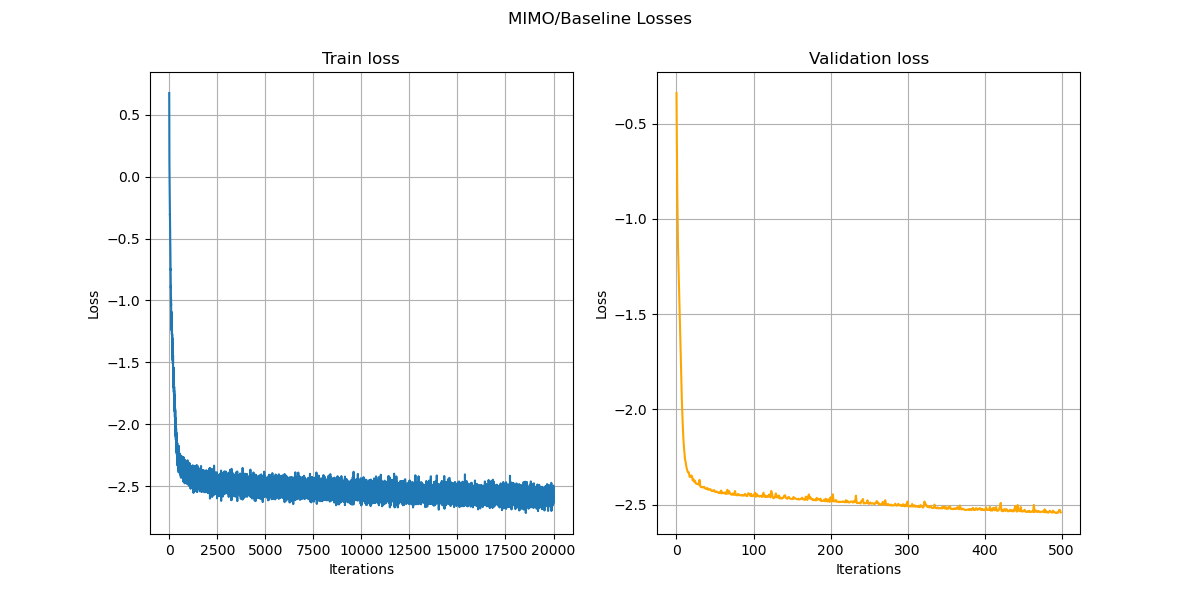 MIMO/Baseline Losses
Train loss
0.5
0.0
−0.5
−1.0
−1.5
−2.0
−2.5
Loss
0 2500 5000 7500 10000 12500 15000 17500 20000
Iterations
Validation loss
−0.5
−1.0
−1.5
−2.0
−2.5
Loss
0 100 200 300 400 500
Iterations